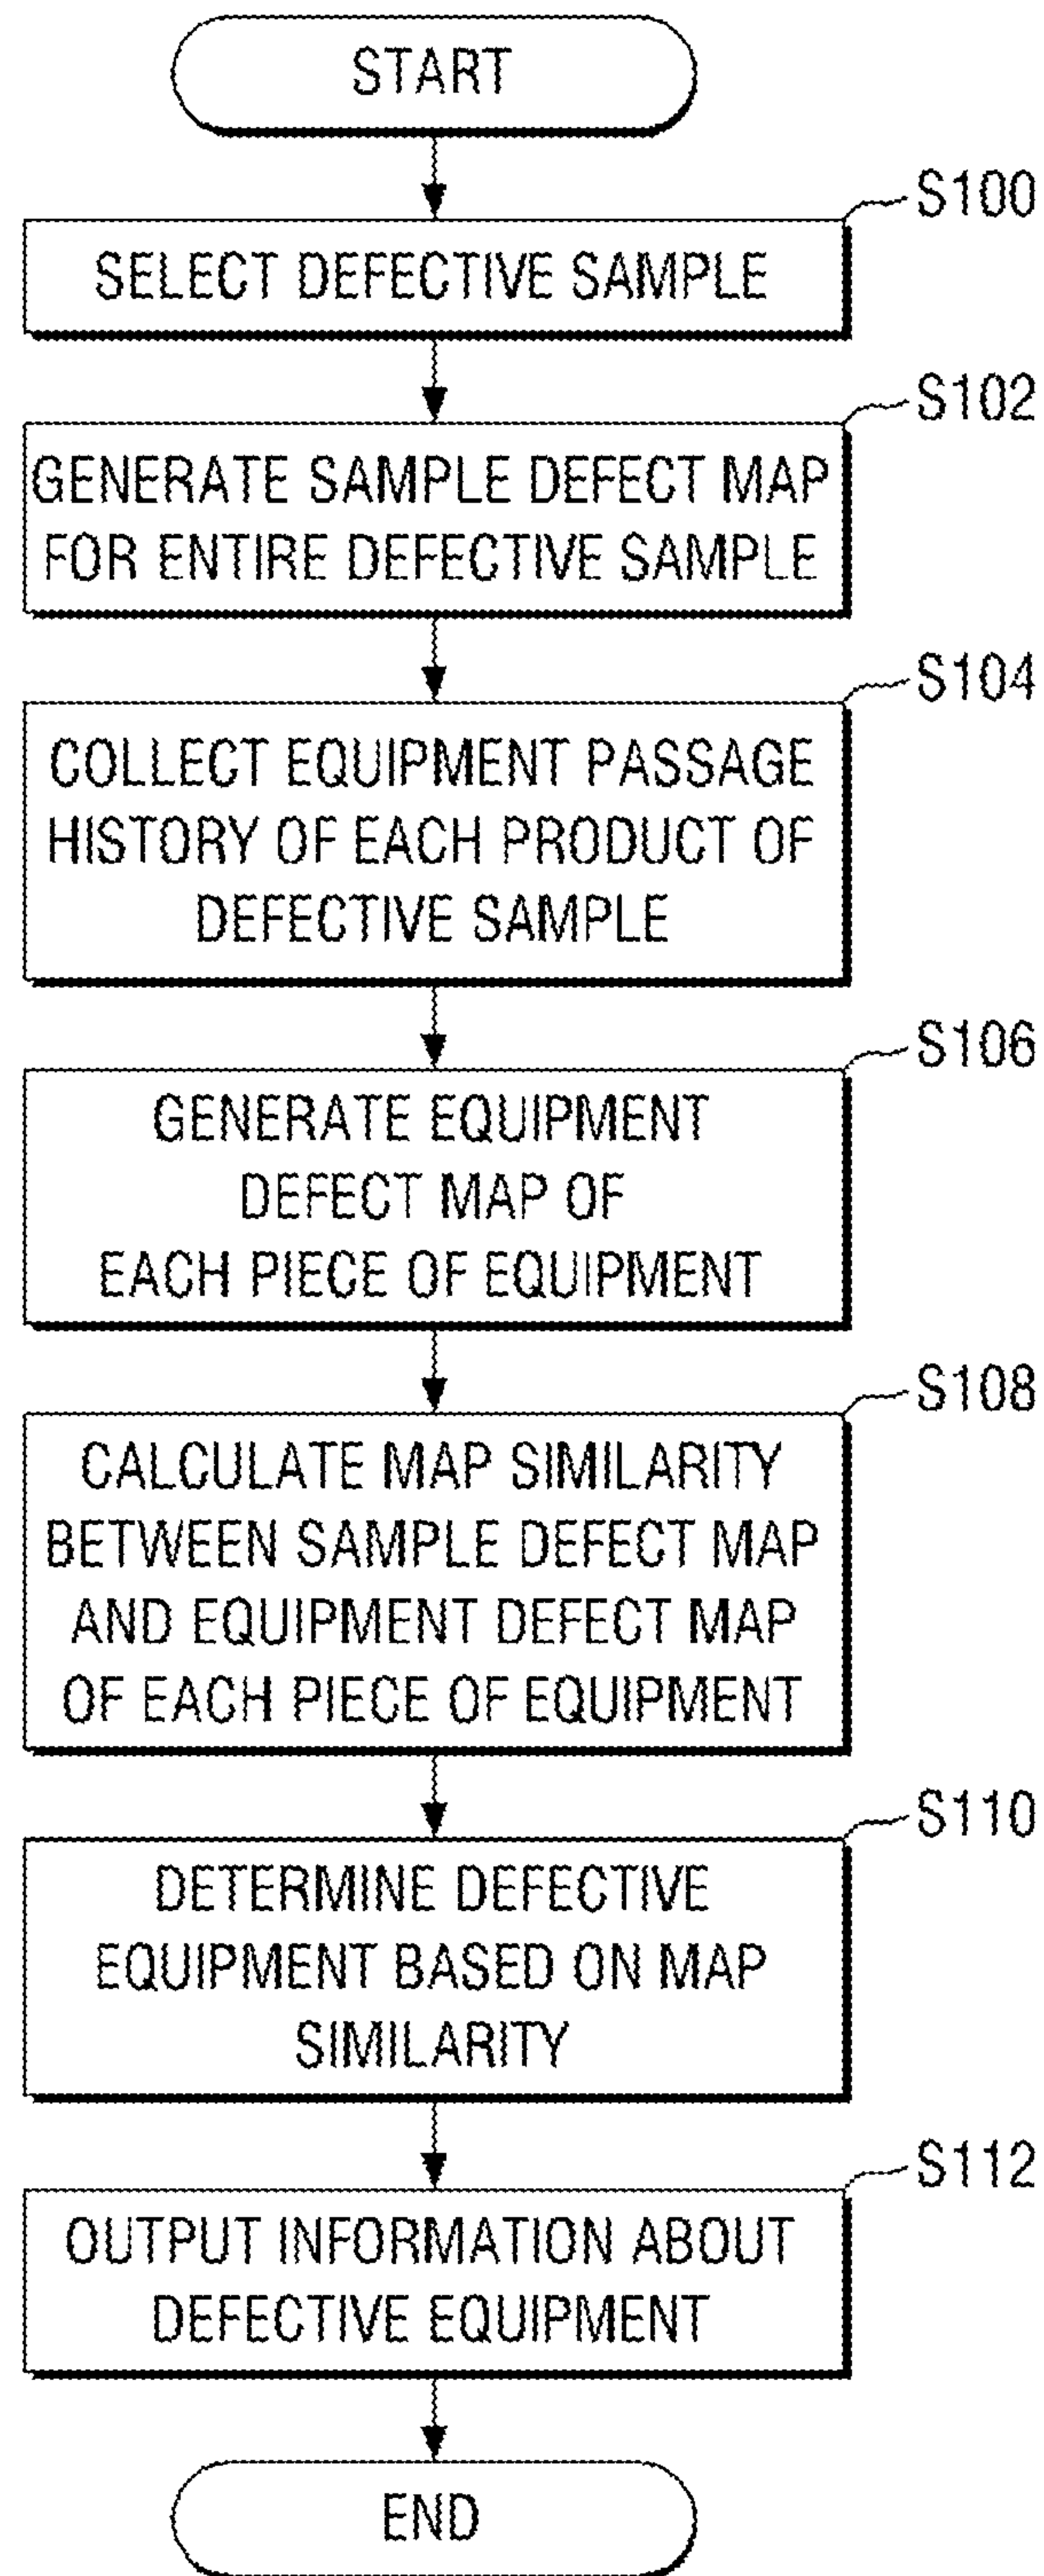 START
S100
SELECT DEFECTIVE SAMPLE
S102
GENERATE SAMPLE DEFECT MAP
FOR ENTIRE DEFECTIVE SAMPLE
S104
COLLECT EQUIPMENT PASSAGE
HISTORY OF EACH PRODUCT OF
DEFECTIVE SAMPLE
S106
GENERATE EQUIPMENT
DEFECT MAP OF
EACH PIECE OF EQUIPMENT
S108
CALCULATE MAP SIMILARITY
BETWEEN SAMPLE DEFECT MAP
AND EQUIPMENT DEFECT MAP
OF EACH PIECE OF EQUIPMENT
S110
DETERMINE DEFECTIVE
EQUIPMENT BASED ON MAP
SIMILARITY
S112
OUTPUT INFORMATION ABOUT
DEFECTIVE EQUIPMENT
END